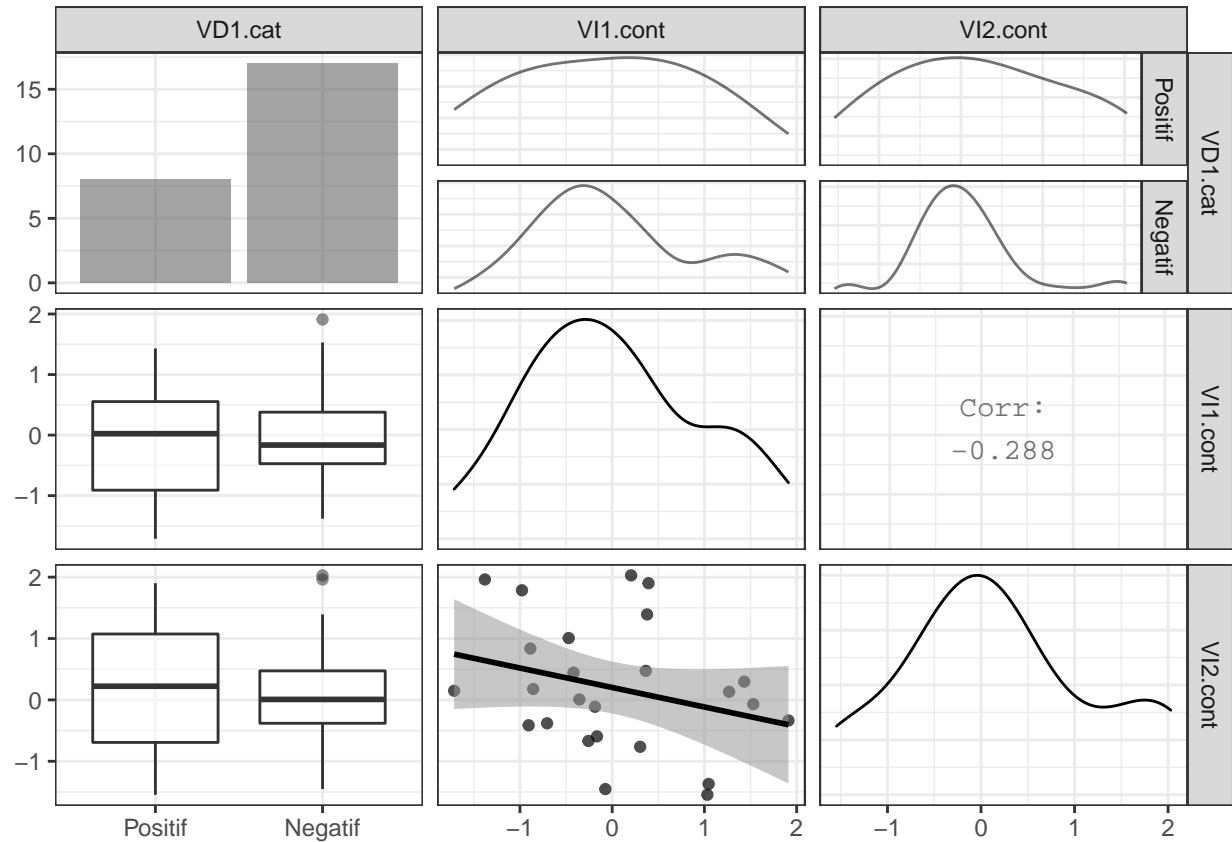 VD1.cat
VI1.cont
VI2.cont
15
10
5
0
Positif
Negatif
VD1.cat
2
1
0
−1
Corr:
−0.288
VI1.cont
2
1
0
−1
VI2.cont
Positif
Negatif
−1
0
1
2
−1
0
1
2